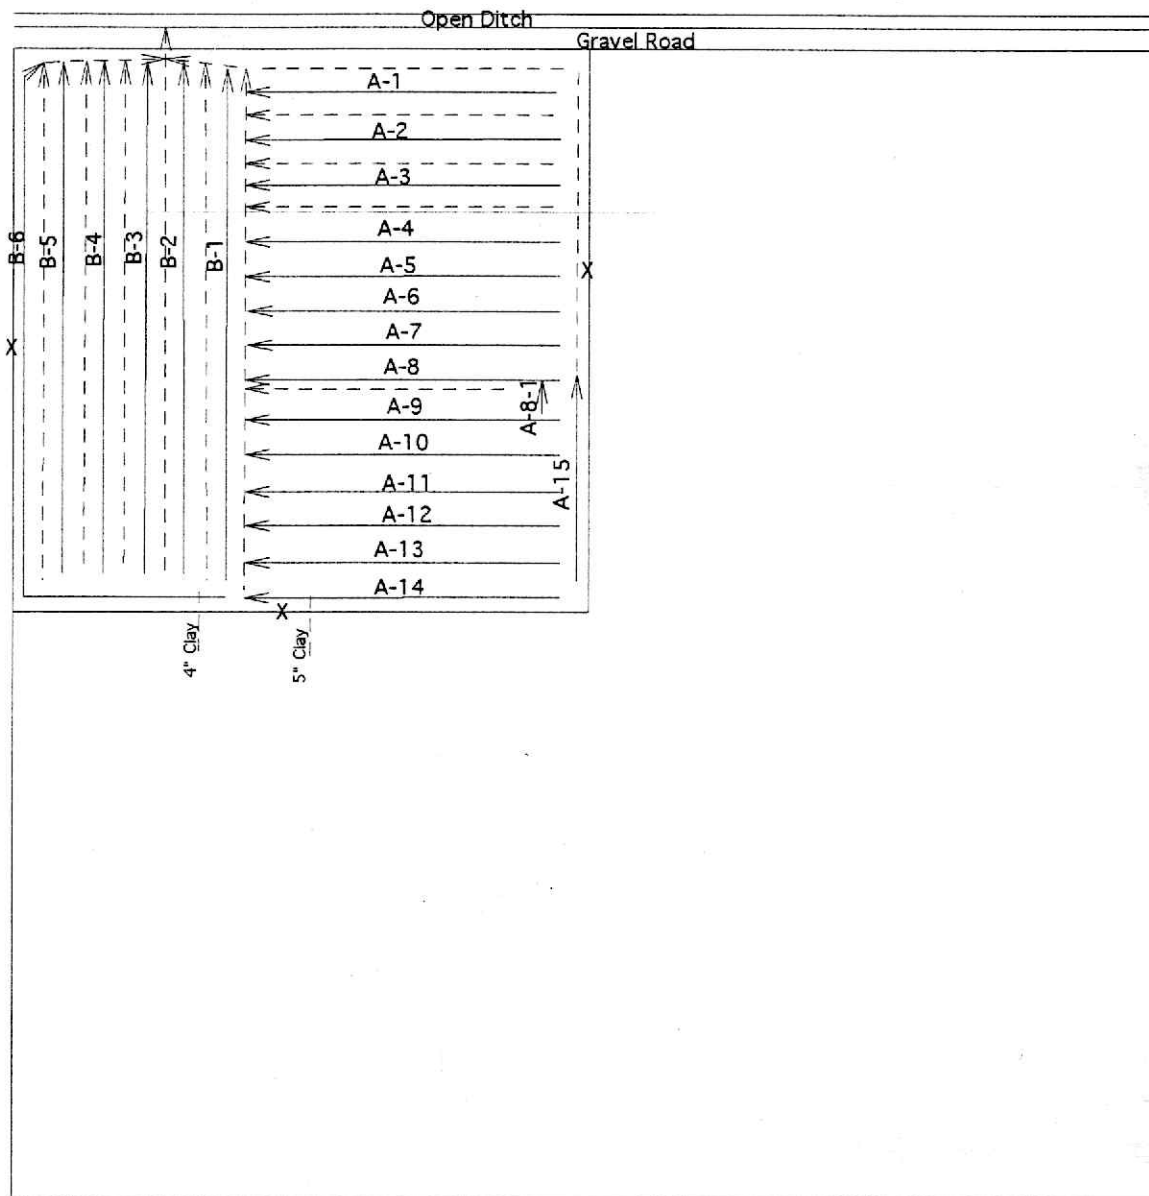 Open Ditch
Gravel Road
A-1
A-2
A-3
A-4
A-5
A-6
A-7
A-8
A-9
A-10
A-11
A-12
A-13
A-14
A-8-1
A-15
B-6
B-5
B-4
B-3
B-2
B-1
X
X
X
4" Clay
5" Clay